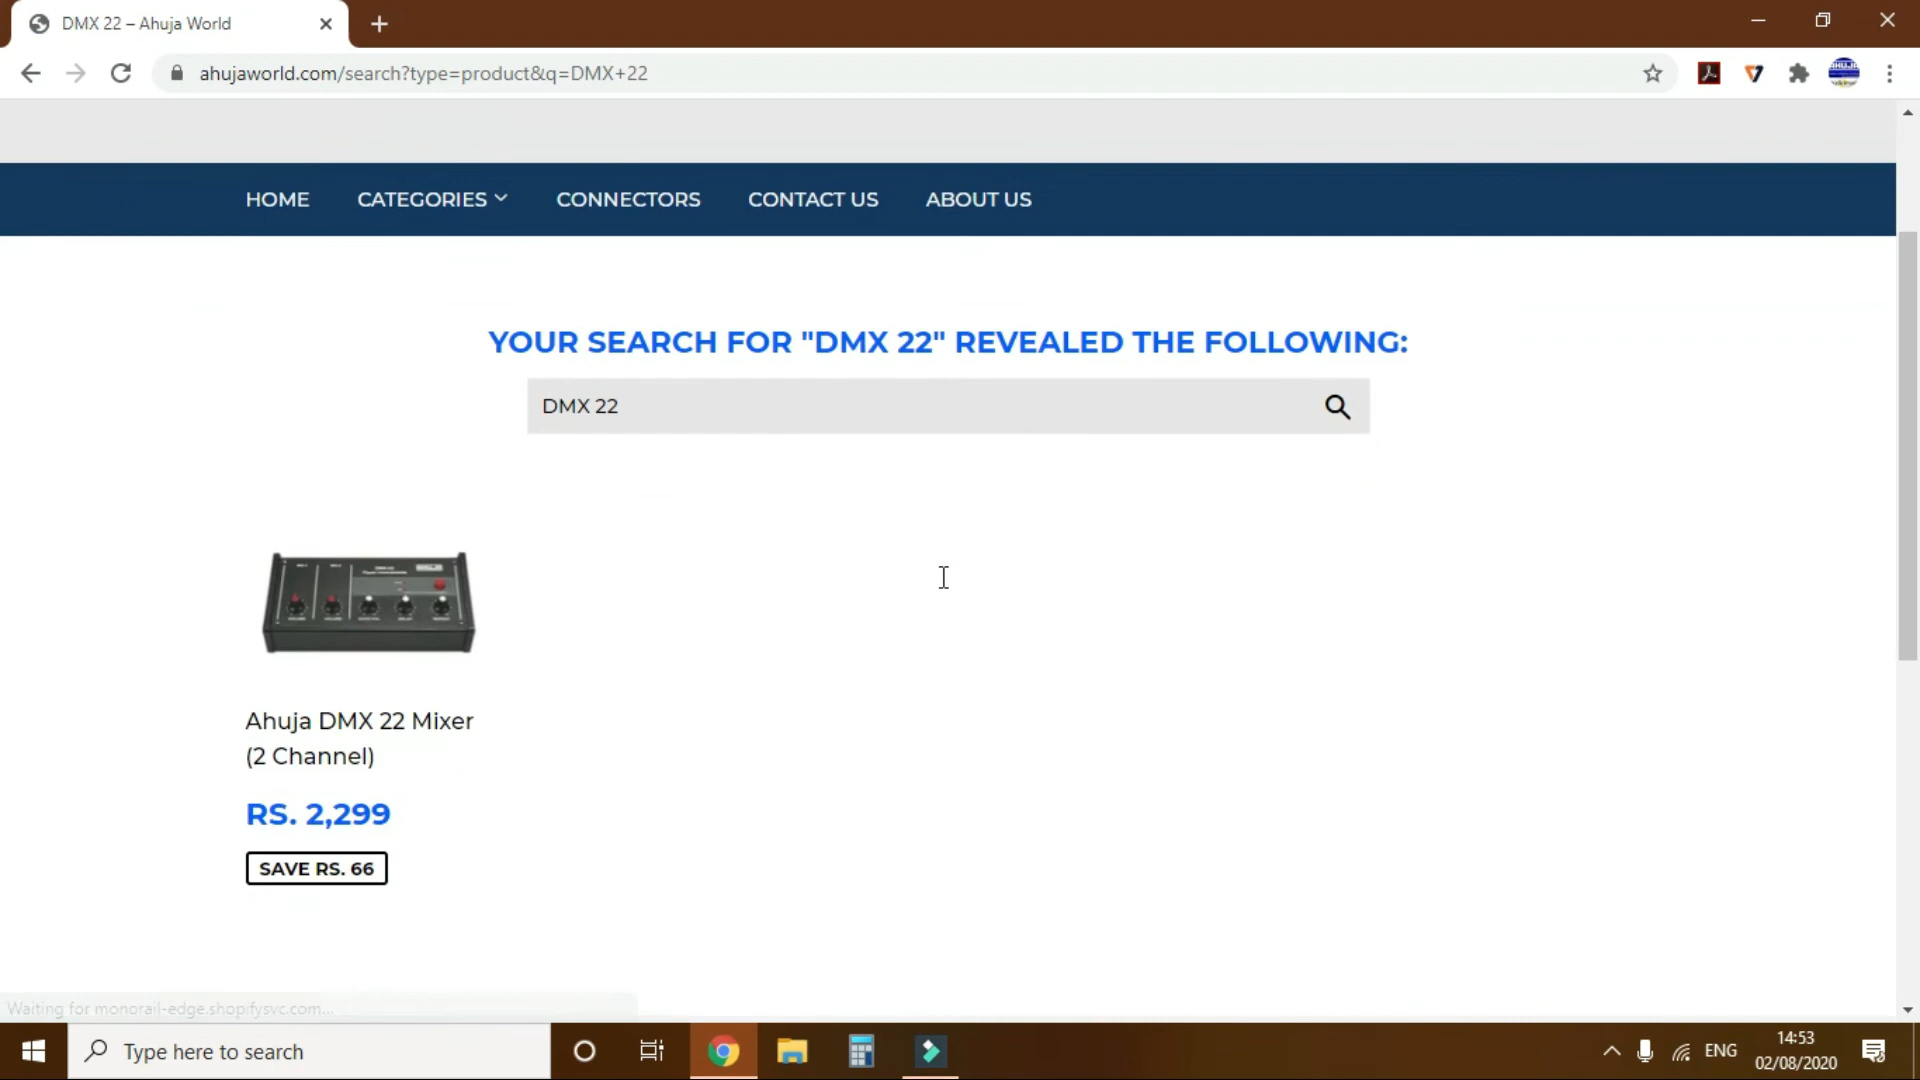 DMX 22 – Ahuja World
ahujaworld.com/search?type=product&q=DMX+22
HOME CATEGORIES CONNECTORS CONTACT US ABOUT US
YOUR SEARCH FOR "DMX 22" REVEALED THE FOLLOWING:
DMX 22
Ahuja DMX 22 Mixer
(2 Channel)
RS. 2,299
SAVE RS. 66
Waiting for monorail-edge.shopifysvc.com...
Type here to search
ENG
14:53
02/08/2020